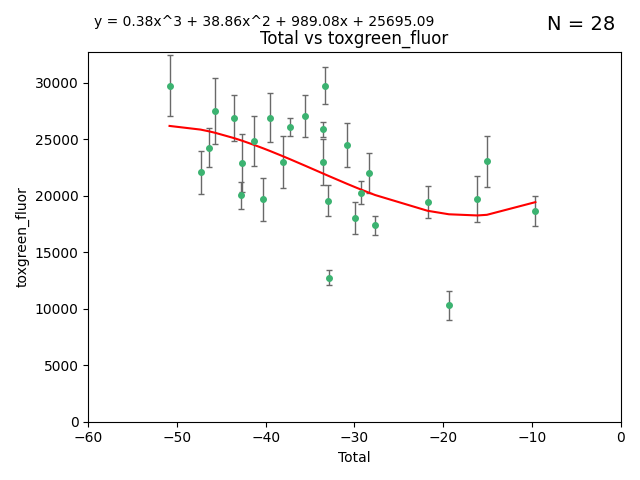 y = 0.38x^3 + 38.86x^2 + 989.08x + 25695.09
N = 28
Total vs toxgreen_fluor
30000
25000
20000
15000
10000
5000
0
toxgreen_fluor
−60 −50 −40 −30 −20 −10 0
Total